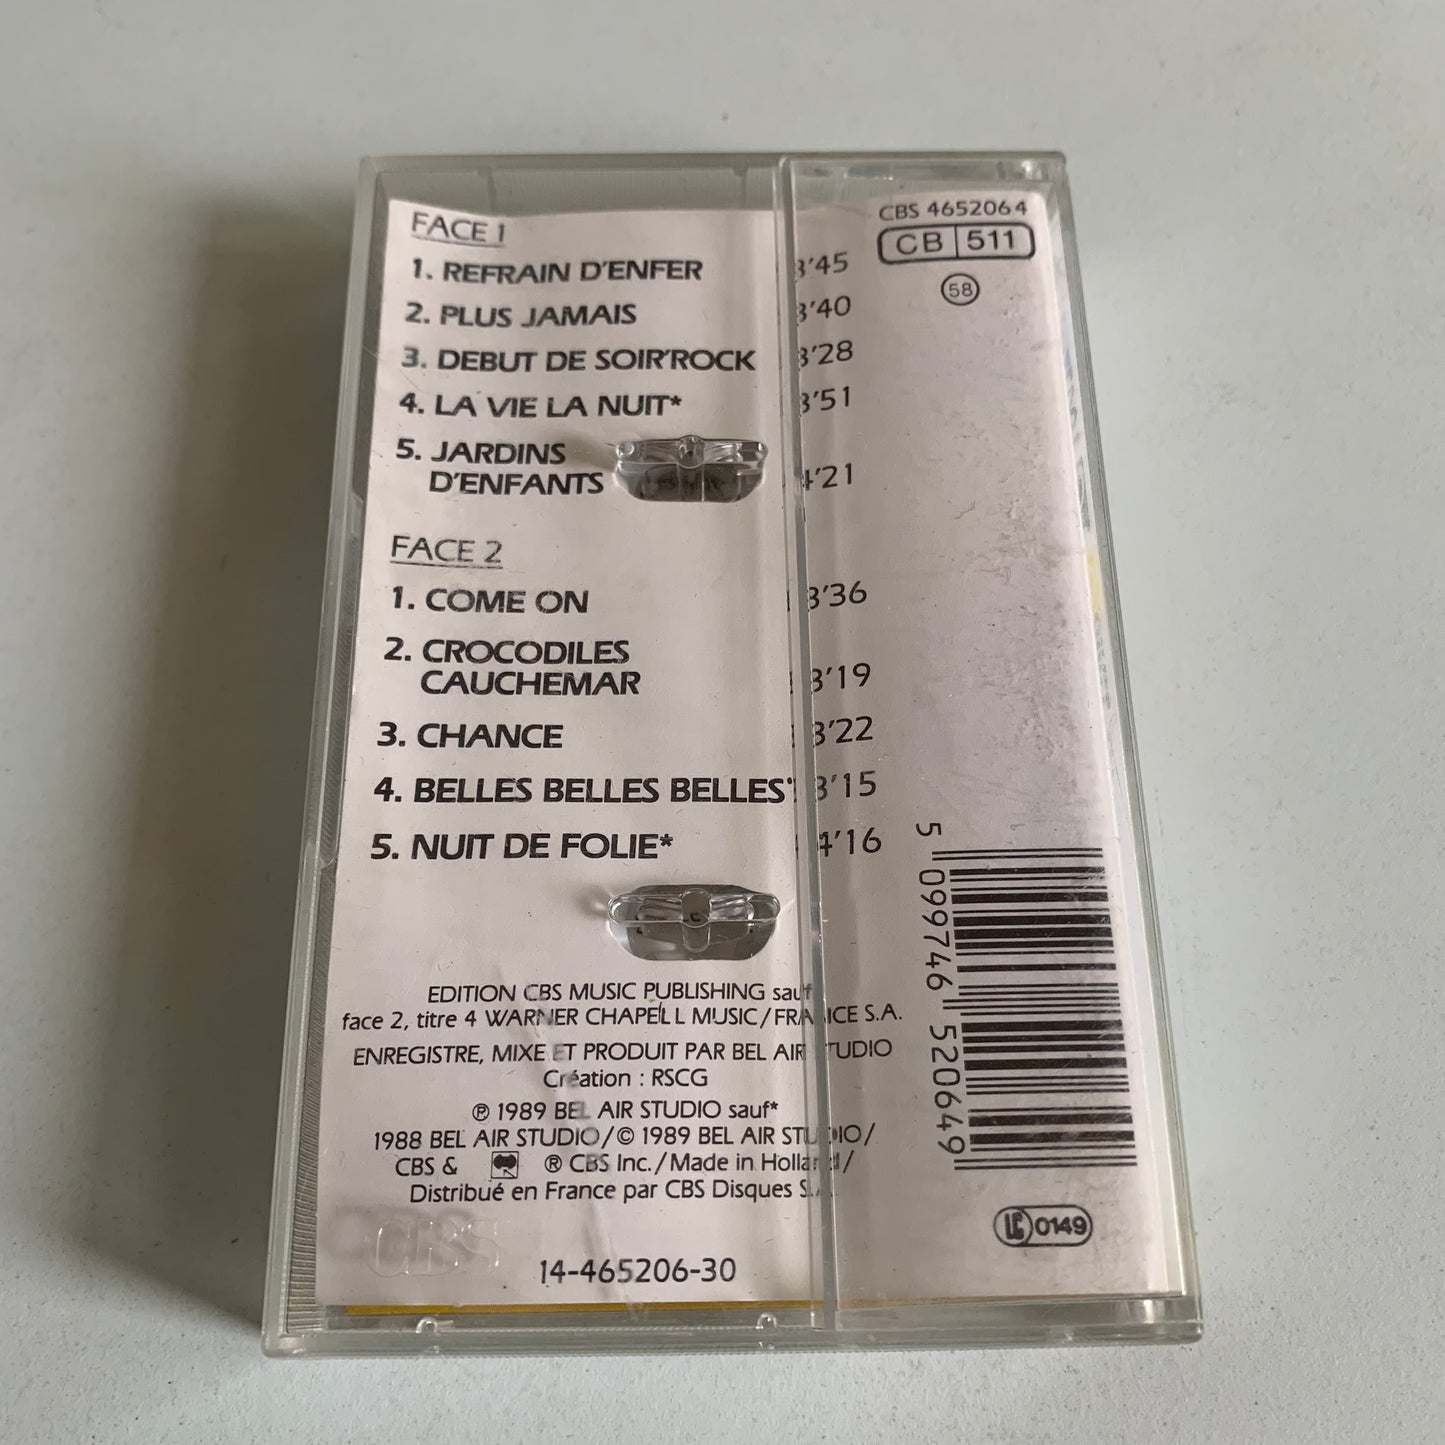 FACE 1
1. REFRAIN D'ENFER 3'45
2. PLUS JAMAIS 3'40
3. DEBUT DE SOIR'ROCK 3'28
4. LA VIE LA NUIT* 3'51
5. JARDINS
D'ENFANTS 4'21
FACE 2
1. COME ON 3'36
2. CROCODILES
CAUCHEMAR 3'19
3. CHANCE 3'22
4. BELLES BELLES BELLES* 3'15
5. NUIT DE FOLIE* 4'16
EDITION CBS MUSIC PUBLISHING sauf
face 2, titre 4 WARNER CHAPELL MUSIC/FRANCE S.A.
ENREGISTRE, MIXE ET PRODUIT PAR BEL AIR STUDIO
Création : RSCG
℗ 1989 BEL AIR STUDIO sauf*
1988 BEL AIR STUDIO/© 1989 BEL AIR STUDIO/
CBS & ® CBS Inc./Made in Holland/
Distribué en France par CBS Disques S.A.
CBS
14-465206-30
CBS 4652064
CB 511
58
5 099746 520649
LC 0149